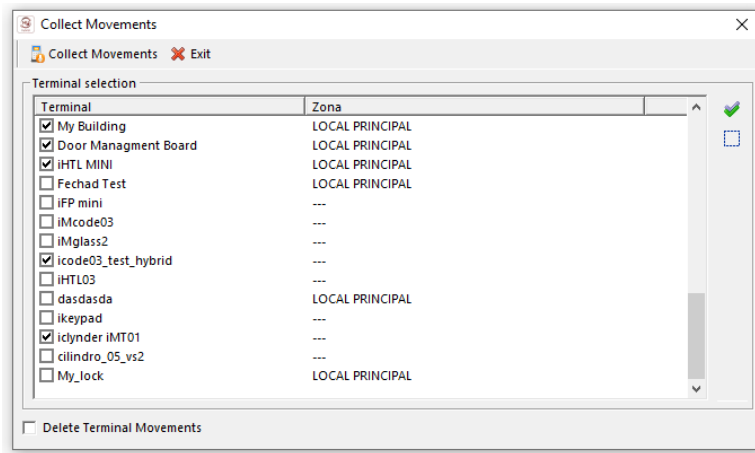 Collect Movements
Collect Movements Exit
Terminal selection
Terminal Zona
My Building LOCAL PRINCIPAL
Door Managment Board LOCAL PRINCIPAL
iHTL MINI LOCAL PRINCIPAL
Fechad Test LOCAL PRINCIPAL
iFP mini ---
iMcode03 ---
iMglass2 ---
icode03_test_hybrid ---
iHTL03 ---
dasdasda LOCAL PRINCIPAL
ikeypad ---
iclynder iMT01 ---
cilindro_05_vs2 ---
My_lock LOCAL PRINCIPAL
Delete Terminal Movements